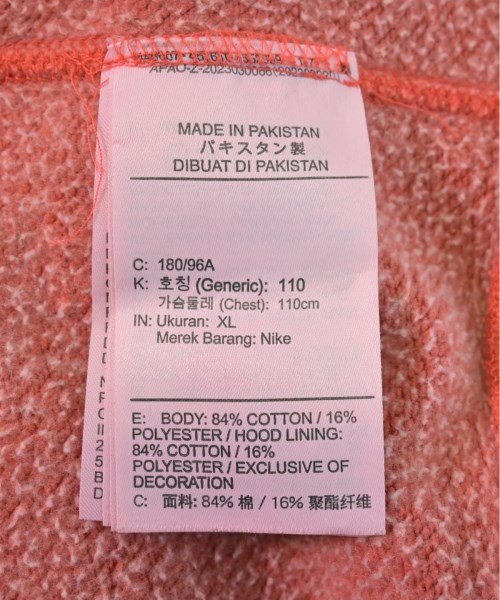 MADE IN PAKISTAN
パキスタン製
DIBUAT DI PAKISTAN
C: 180/96A
K: 호칭 (Generic): 110
가슴둘레 (Chest): 110cm
IN: Ukuran: XL
Merek Barang: Nike
E: BODY: 84% COTTON / 16%
POLYESTER / HOOD LINING:
84% COTTON / 16%
POLYESTER / EXCLUSIVE OF
DECORATION
C: 面料: 84% 棉 / 16% 聚酯纤维